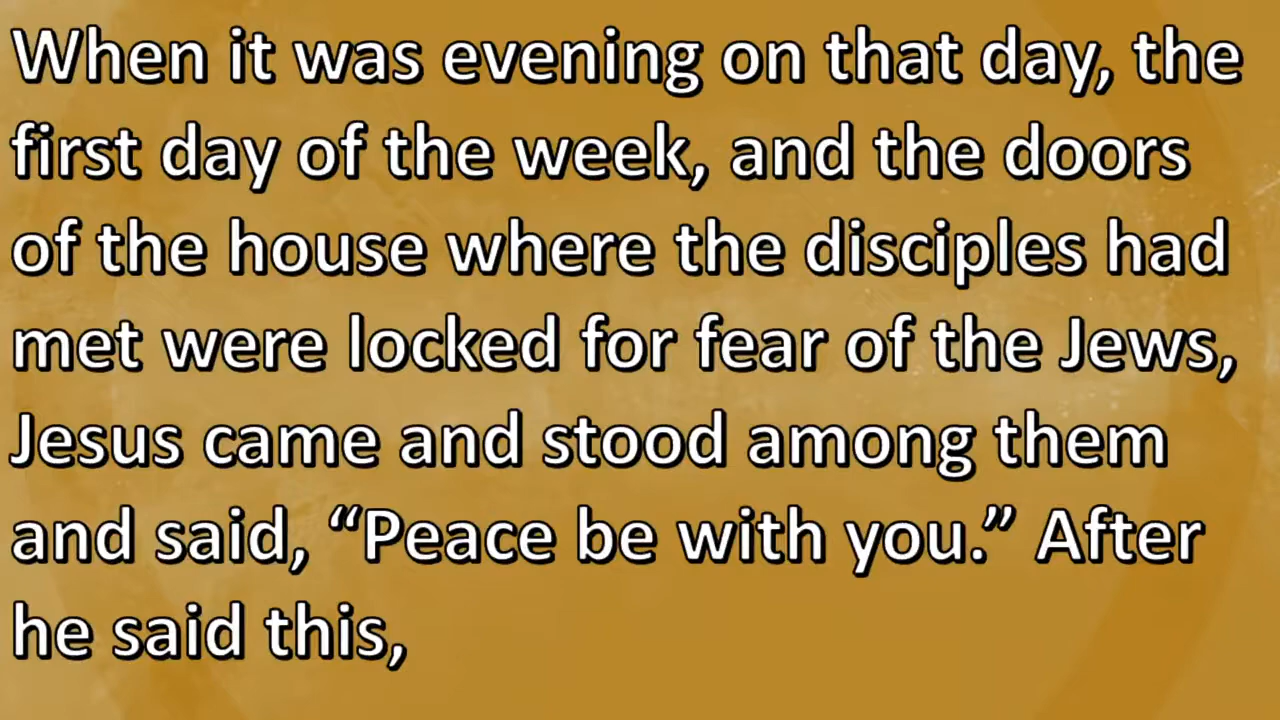 When it was evening on that day, the
first day of the week, and the doors
of the house where the disciples had
met were locked for fear of the Jews,
Jesus came and stood among them
and said, “Peace be with you.” After
he said this,